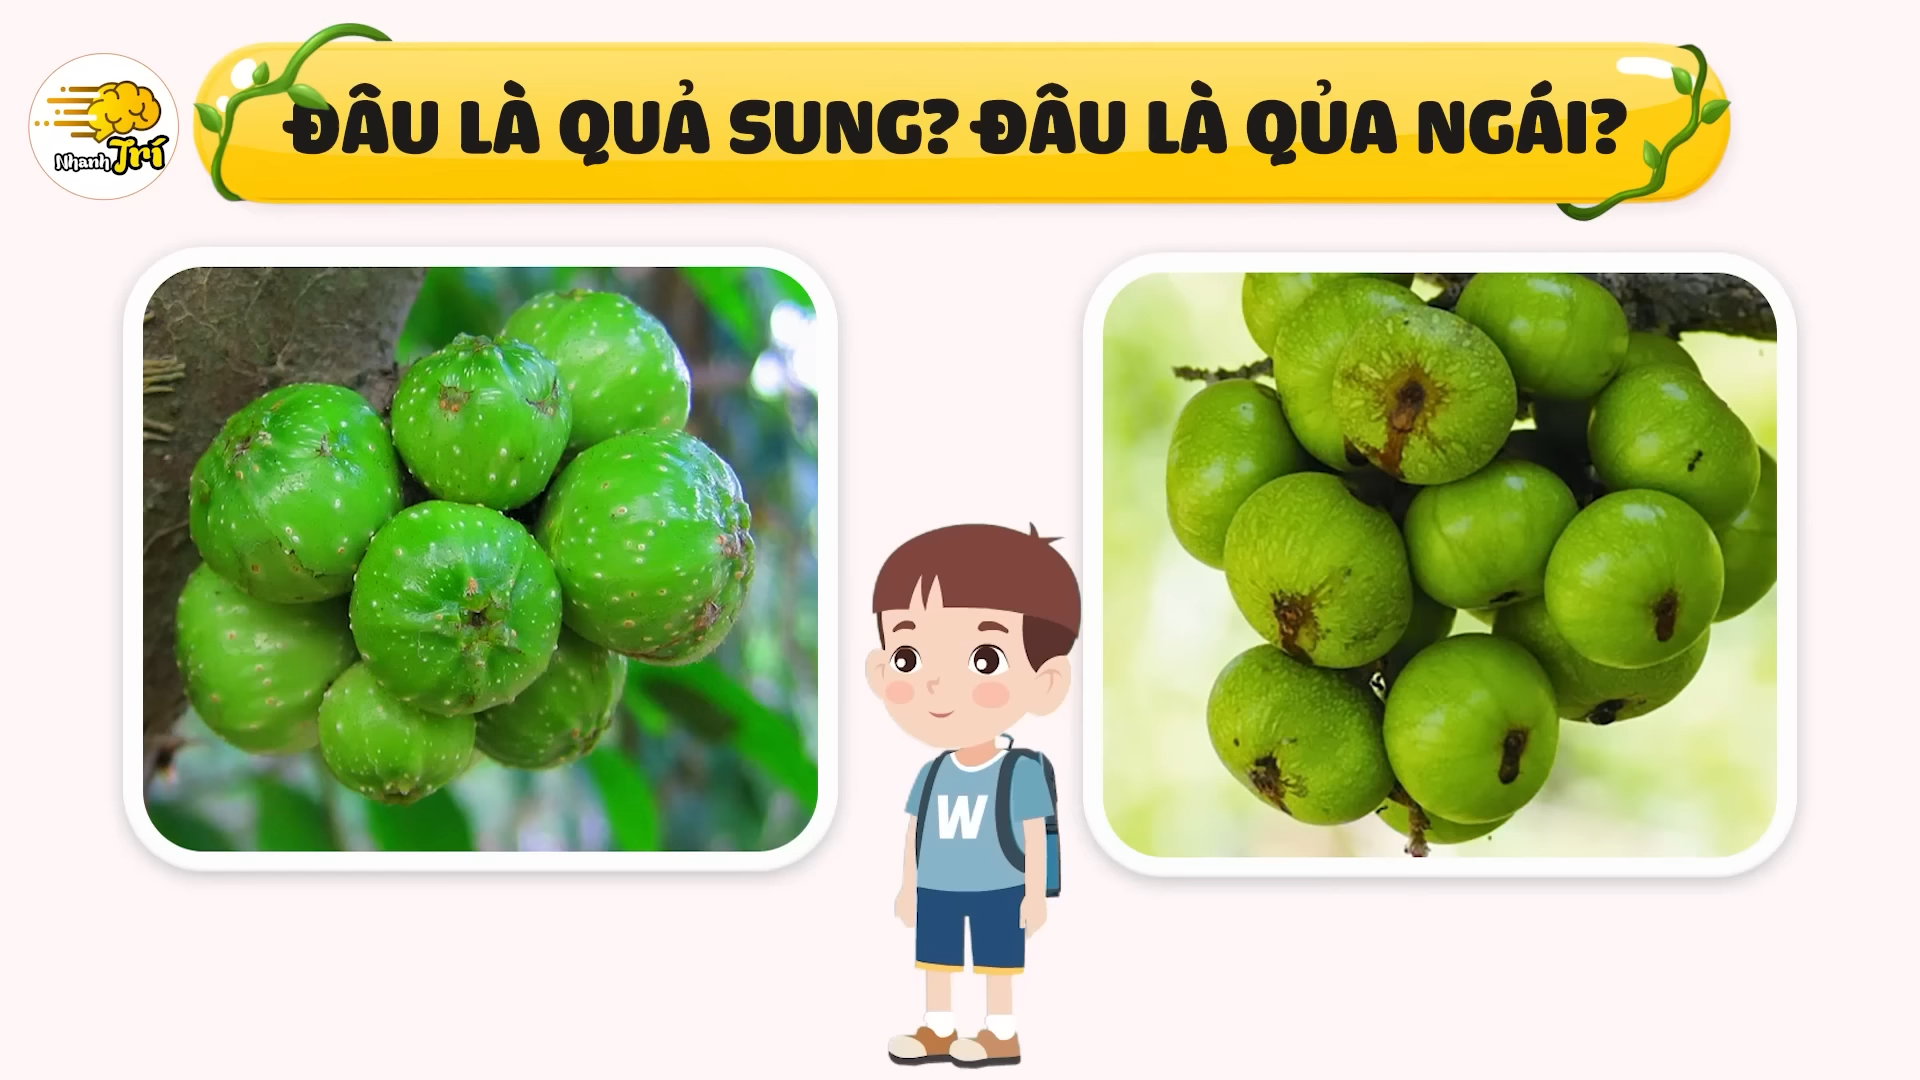 Nhanh Trí
ĐÂU LÀ QUẢ SUNG? ĐÂU LÀ QỦA NGÁI?
W